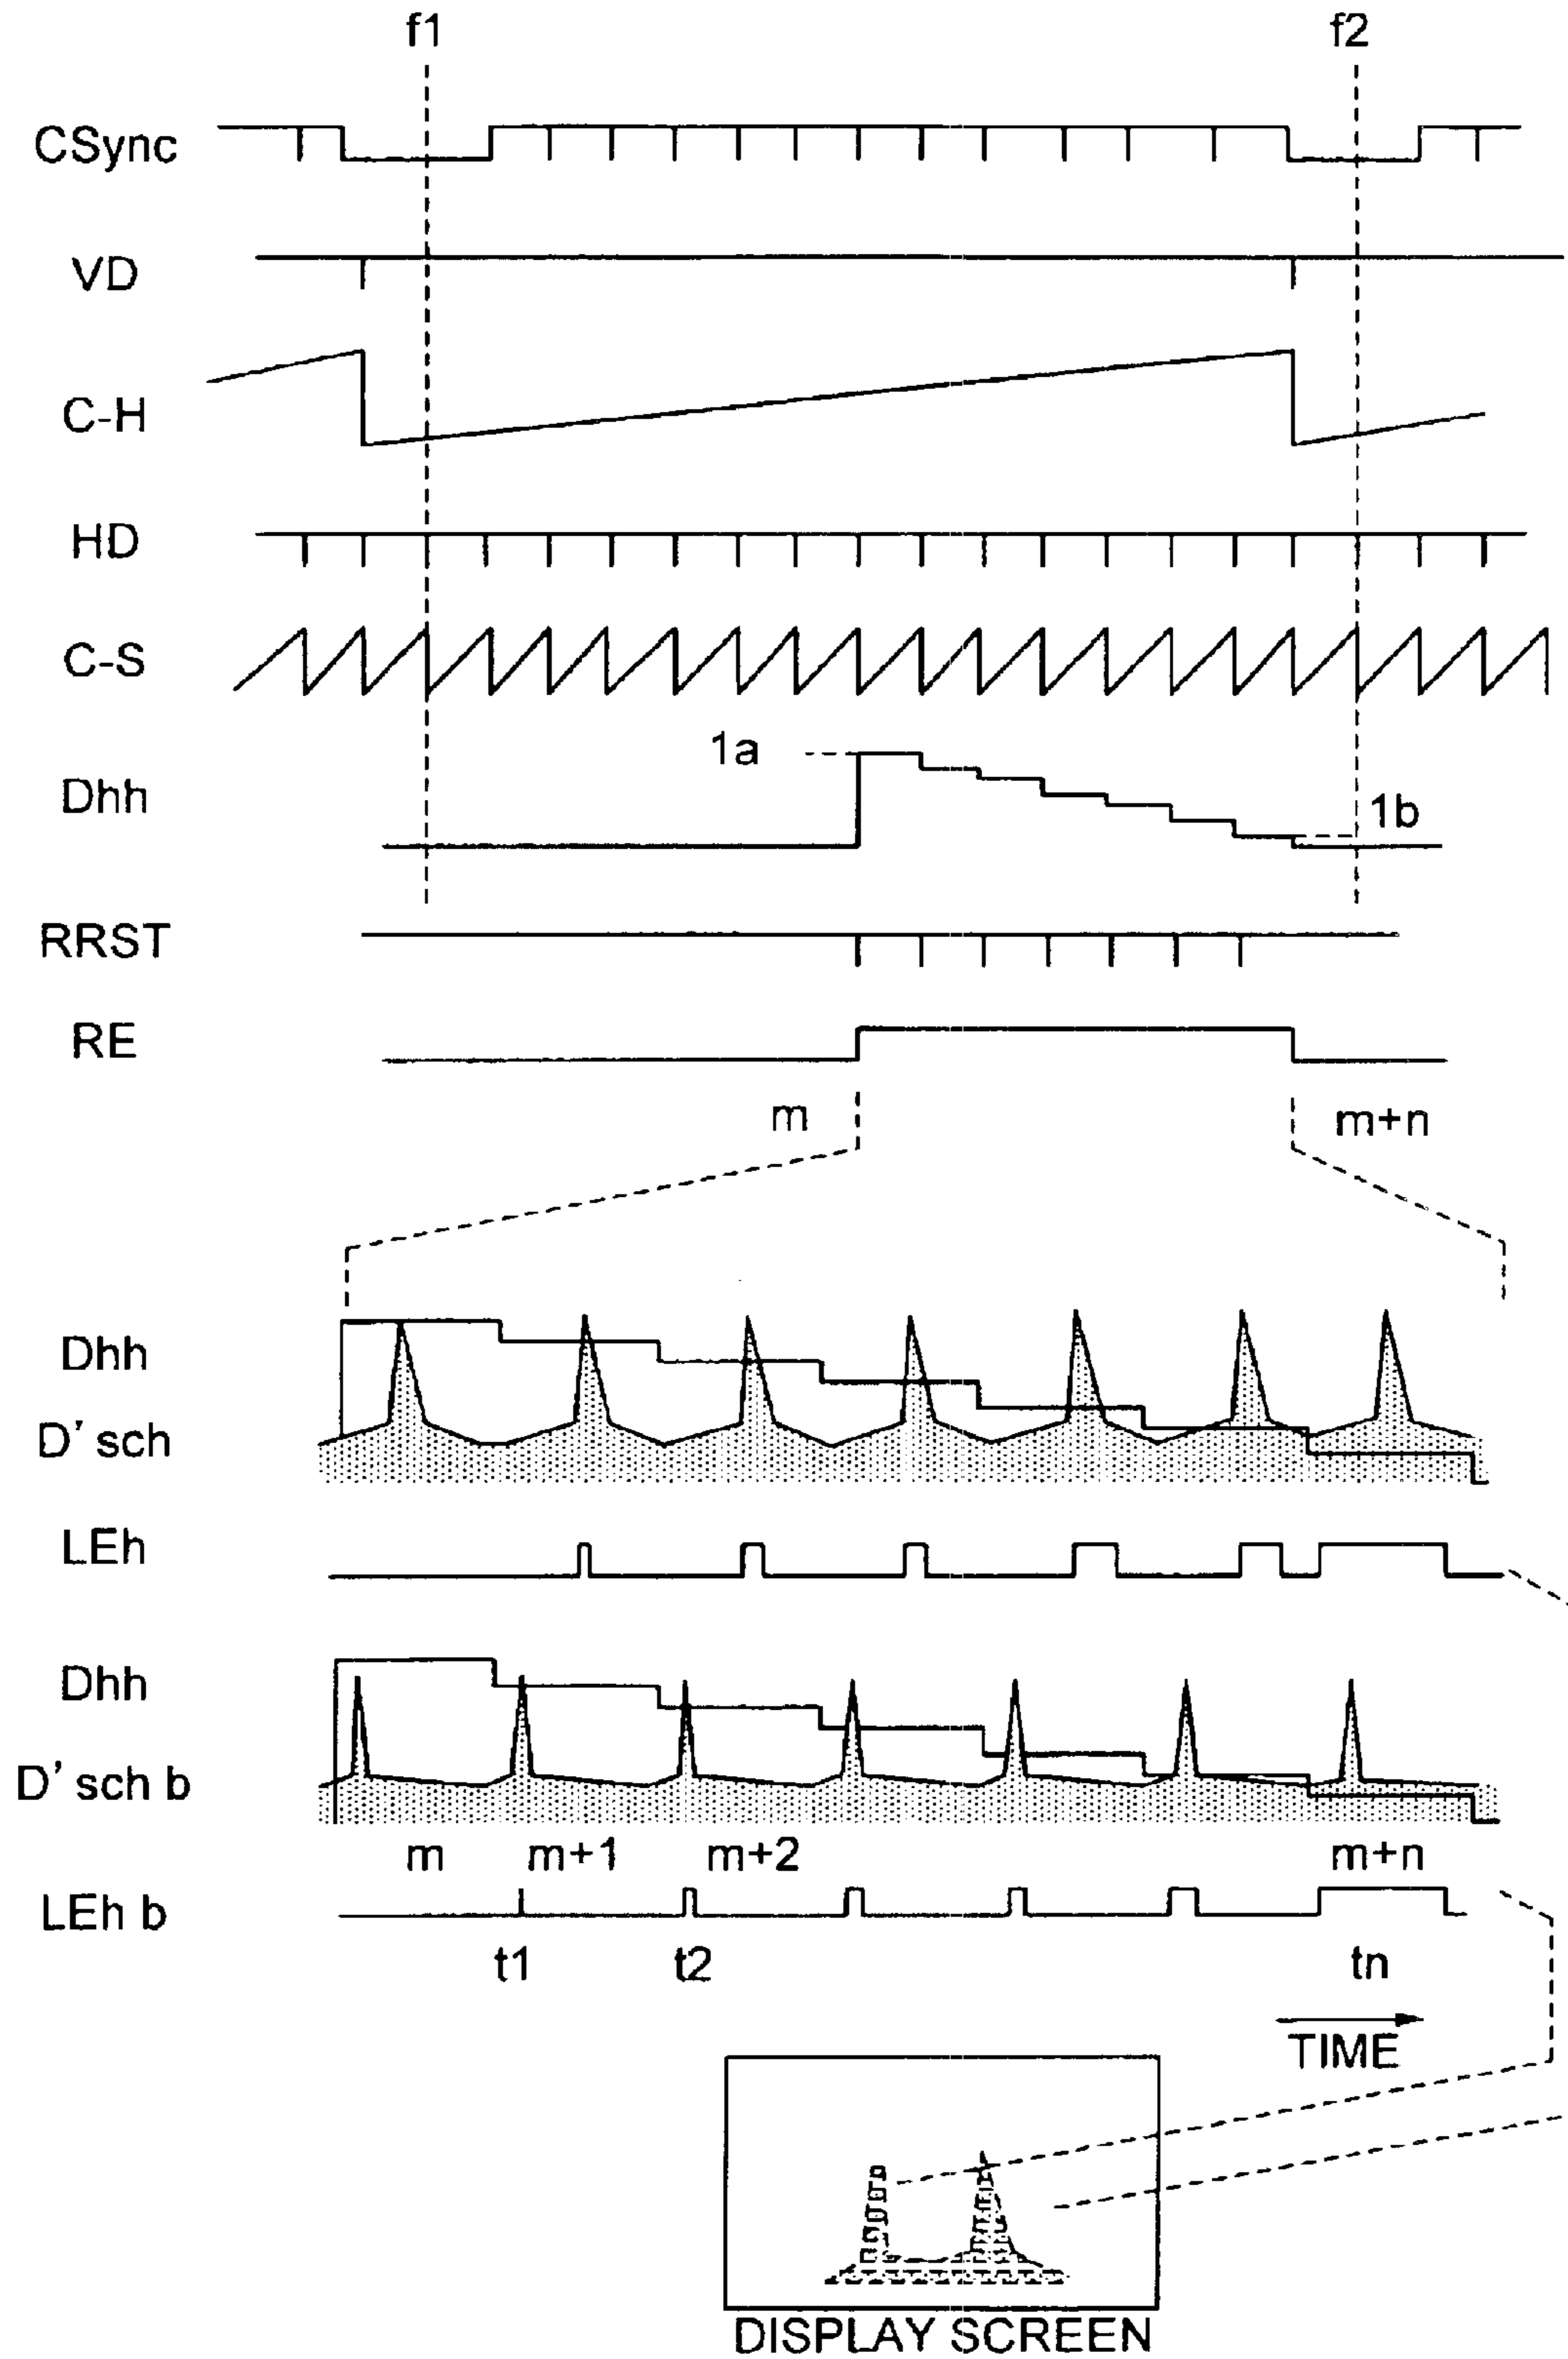 f1 f2
CSync
VD
C-H
HD
C-S
1a
Dhh
1b
RRST
RE
m m+n
Dhh
D' sch
LEh
Dhh
D' sch b
m m+1 m+2 m+n
LEh b
t1 t2 tn
TIME
DISPLAY SCREEN